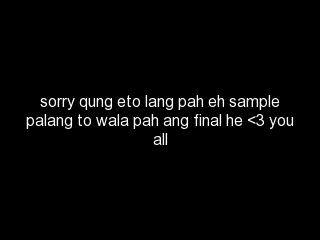 sorry qung eto lang pah eh sample
palang to wala pah ang final he <3 you
all